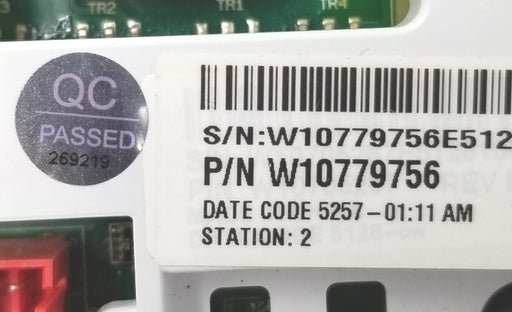 TR2
TR1
TR4
QC
PASSED
269219
S/N:W10779756E512
P/N W10779756
DATE CODE 5257-01:11 AM
STATION: 2